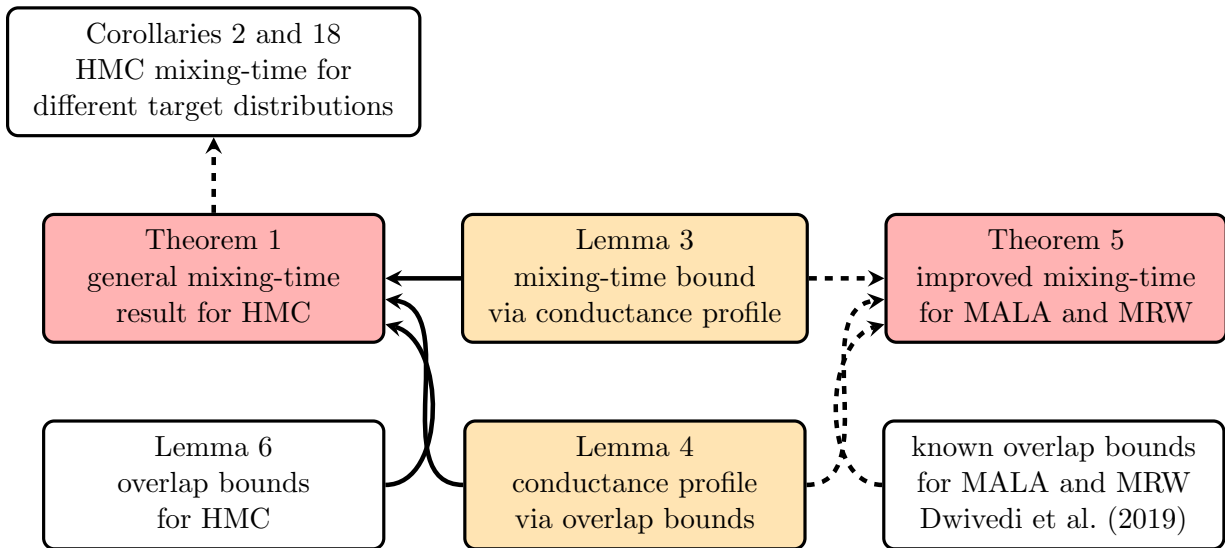 Corollaries 2 and 18
HMC mixing-time for
different target distributions
Theorem 1
general mixing-time
result for HMC
Lemma 3
mixing-time bound
via conductance profile
Theorem 5
improved mixing-time
for MALA and MRW
Lemma 6
overlap bounds
for HMC
Lemma 4
conductance profile
via overlap bounds
known overlap bounds
for MALA and MRW
Dwivedi et al. (2019)